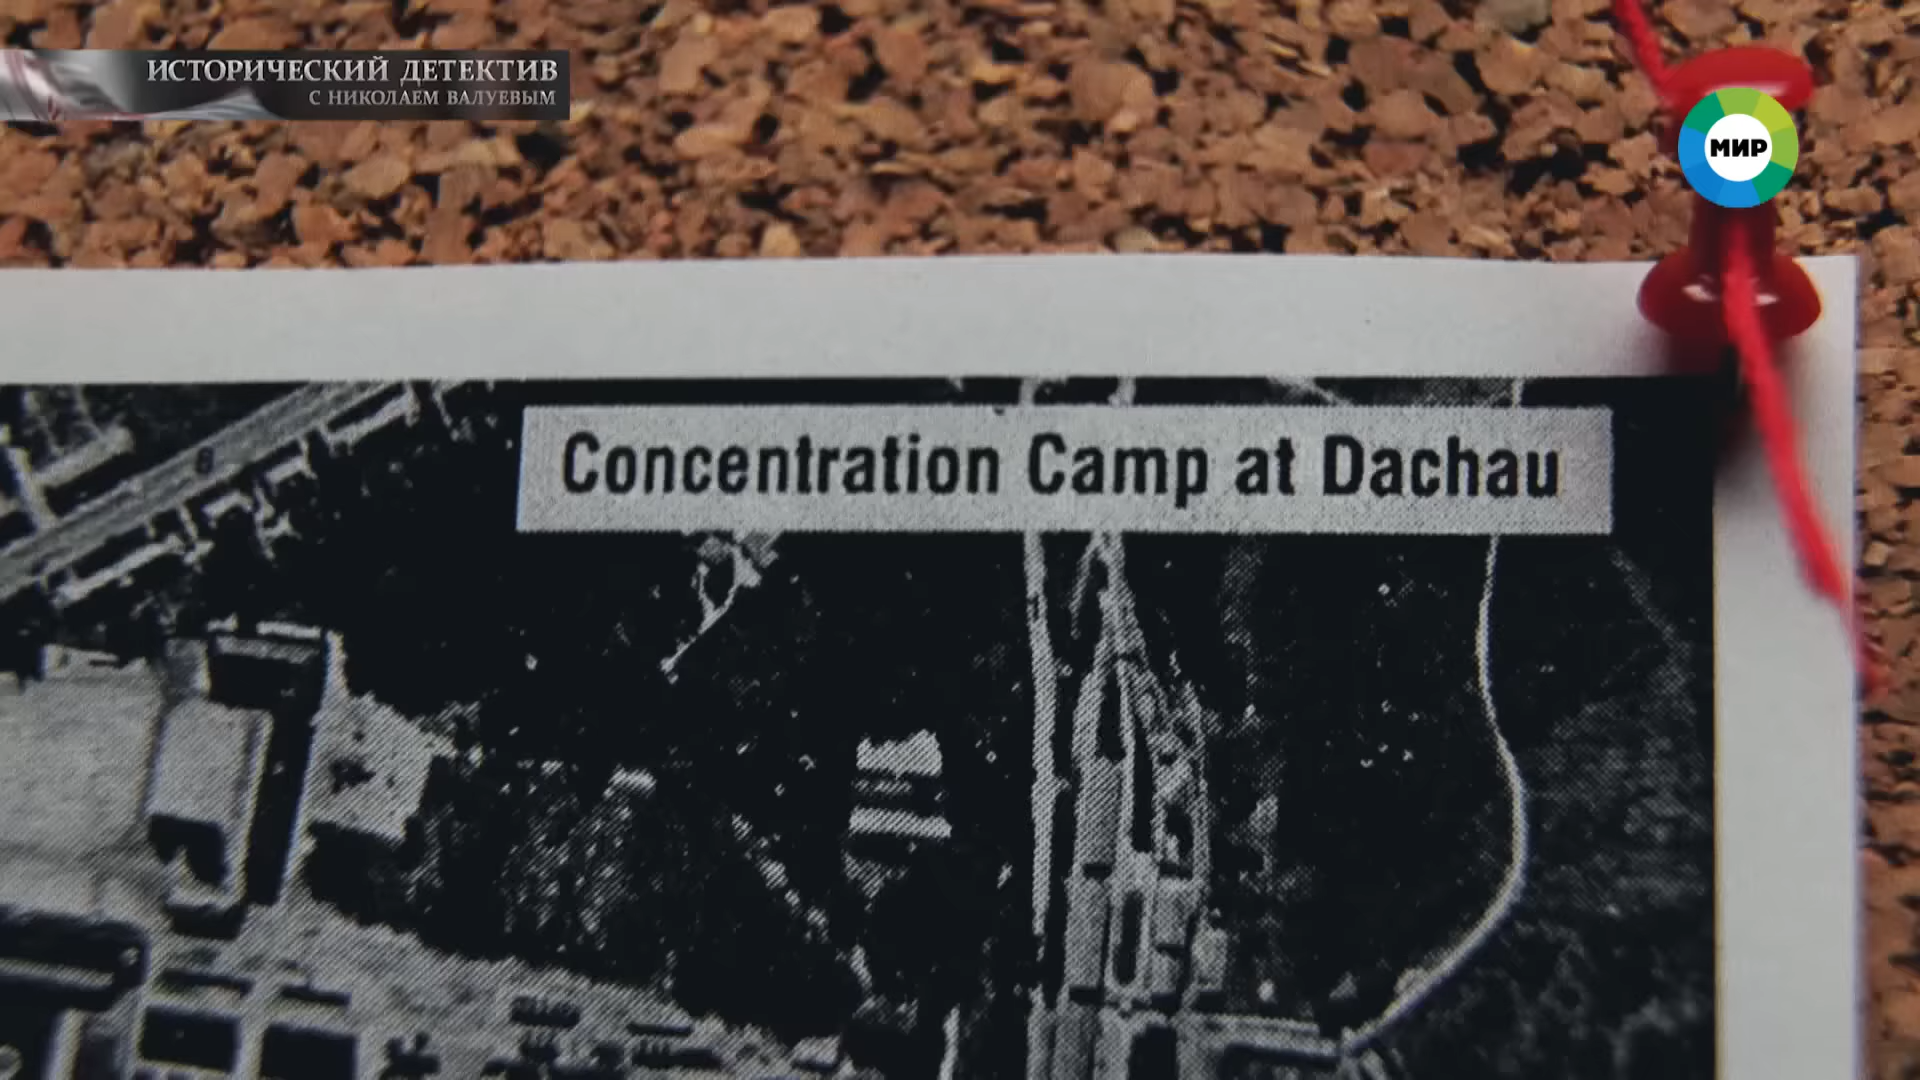 ИСТОРИЧЕСКИЙ ДЕТЕКТИВ
С НИКОЛАЕМ ВАЛУЕВЫМ
МИР
Concentration Camp at Dachau